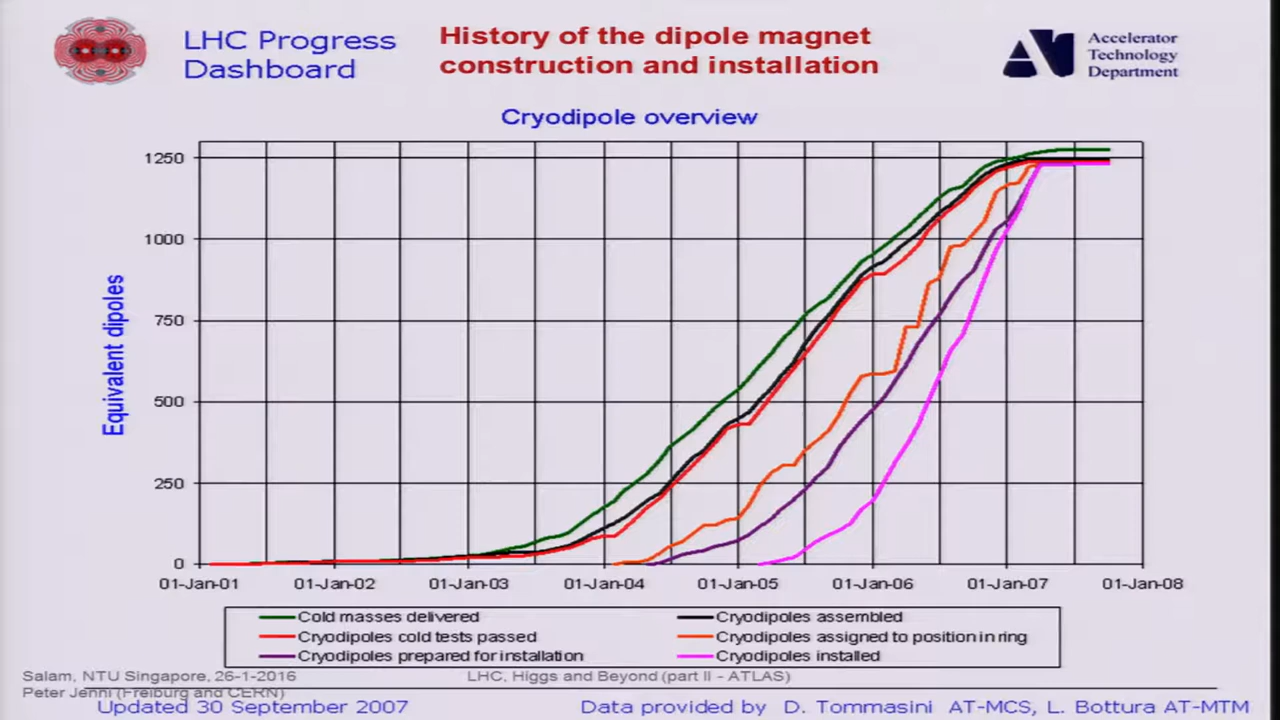 LHC Progress
Dashboard
History of the dipole magnet
construction and installation
Accelerator
Technology
Department
Cryodipole overview
Equivalent dipoles
1250
1000
750
500
250
0
01-Jan-01 01-Jan-02 01-Jan-03 01-Jan-04 01-Jan-05 01-Jan-06 01-Jan-07 01-Jan-08
Cold masses delivered Cryodipoles assembled
Cryodipoles cold tests passed Cryodipoles assigned to position in ring
Cryodipoles prepared for installation Cryodipoles installed
Salam, NTU Singapore, 26-1-2016 LHC, Higgs and Beyond (part II - ATLAS)
Peter Jenni (Freiburg and CERN)
Updated 30 September 2007 Data provided by D. Tommasini AT-MCS, L. Bottura AT-MTM